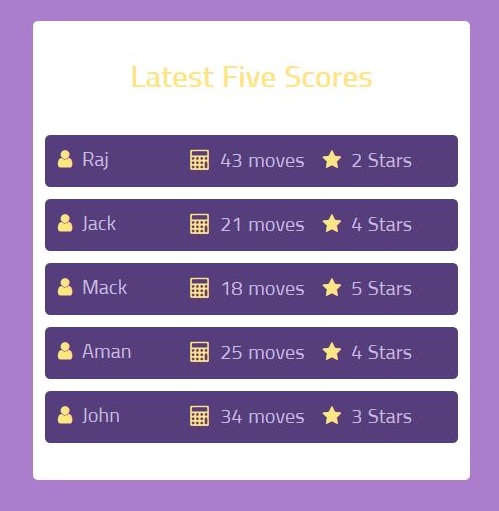 Latest Five Scores
Raj 43 moves 2 Stars
Jack 21 moves 4 Stars
Mack 18 moves 5 Stars
Aman 25 moves 4 Stars
John 34 moves 3 Stars